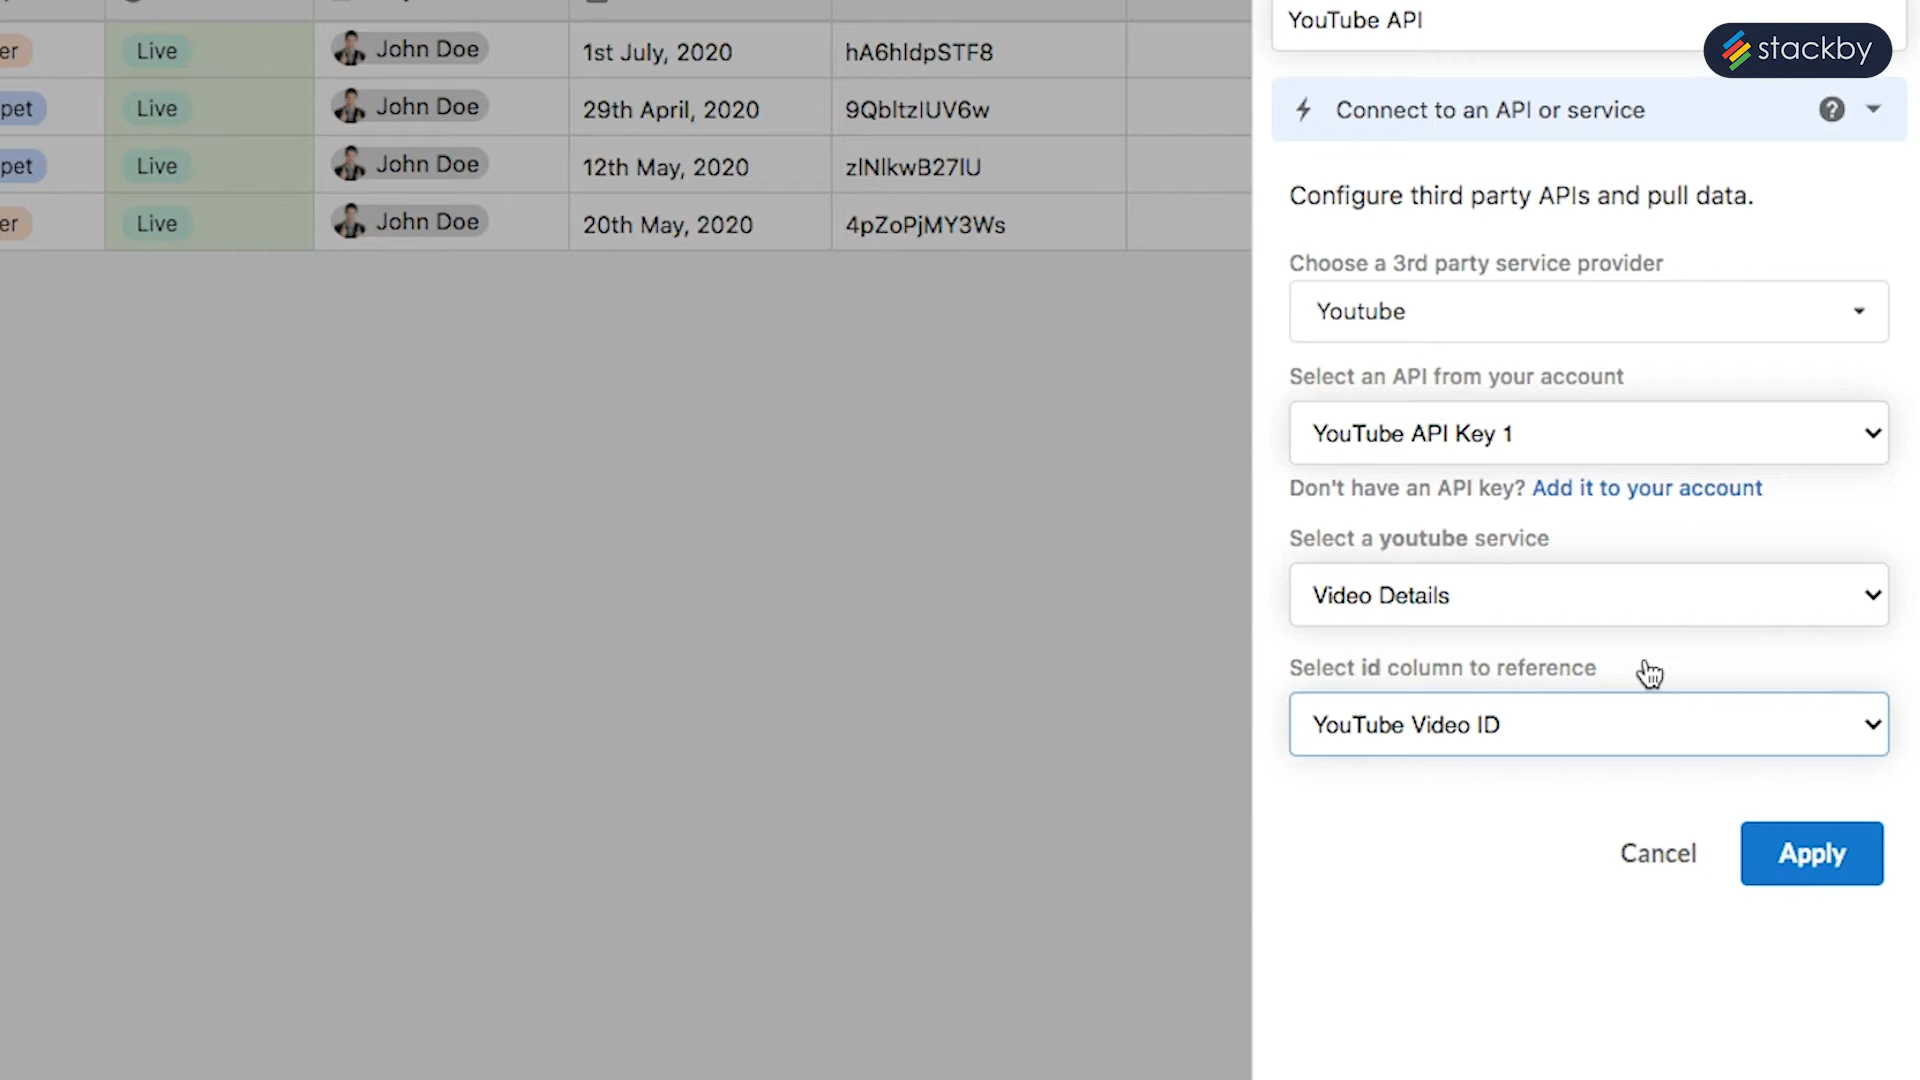 YouTube API
stackby
er Live John Doe 1st July, 2020 hA6hldpSTF8
pet Live John Doe 29th April, 2020 9QbltzIUV6w
pet Live John Doe 12th May, 2020 zlNlkwB27lU
er Live John Doe 20th May, 2020 4pZoPjMY3Ws
Connect to an API or service
Configure third party APIs and pull data.
Choose a 3rd party service provider
Youtube
Select an API from your account
YouTube API Key 1
Don't have an API key? Add it to your account
Select a youtube service
Video Details
Select id column to reference
YouTube Video ID
Cancel Apply